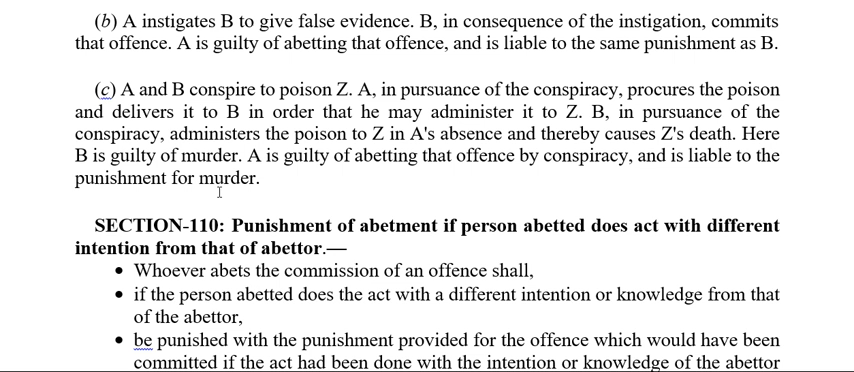 (b) A instigates B to give false evidence. B, in consequence of the instigation, commits
that offence. A is guilty of abetting that offence, and is liable to the same punishment as B.
(c) A and B conspire to poison Z. A, in pursuance of the conspiracy, procures the poison
and delivers it to B in order that he may administer it to Z. B, in pursuance of the
conspiracy, administers the poison to Z in A's absence and thereby causes Z's death. Here
B is guilty of murder. A is guilty of abetting that offence by conspiracy, and is liable to the
punishment for murder.
SECTION-110: Punishment of abetment if person abetted does act with different
intention from that of abettor.—
• Whoever abets the commission of an offence shall,
• if the person abetted does the act with a different intention or knowledge from that
of the abettor,
• be punished with the punishment provided for the offence which would have been
committed if the act had been done with the intention or knowledge of the abettor